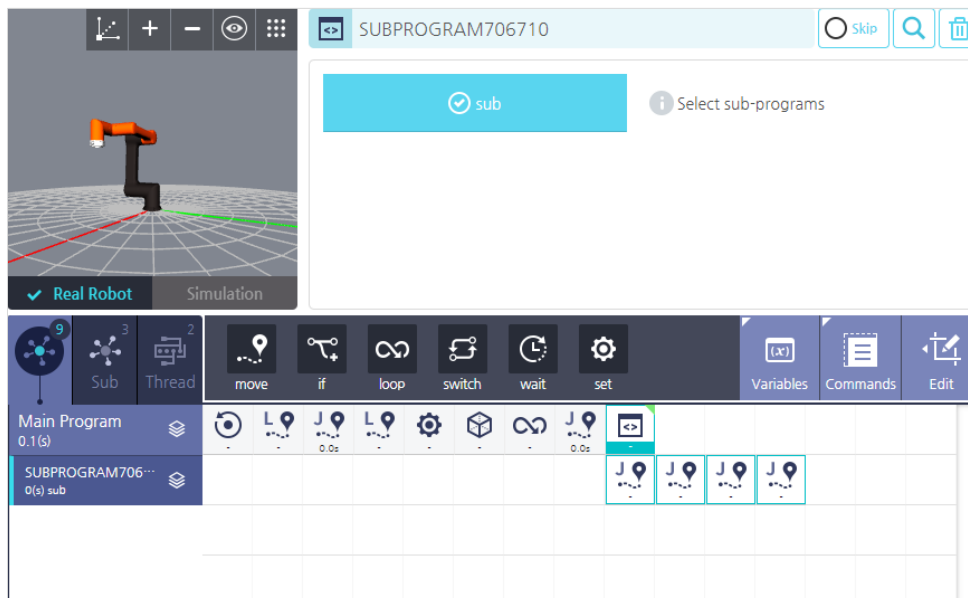 SUBPROGRAM706710
Skip
sub
Select sub-programs
Real Robot
Simulation
9
3
Sub
2
Thread
move
if
loop
switch
wait
set
(x)
Variables
Commands
Edit
Main Program
0.1(s)
L
J
L
J
- - 0.0s - - - - 0.0s -
SUBPROGRAM706···
0(s) sub
J J J J
- - - -